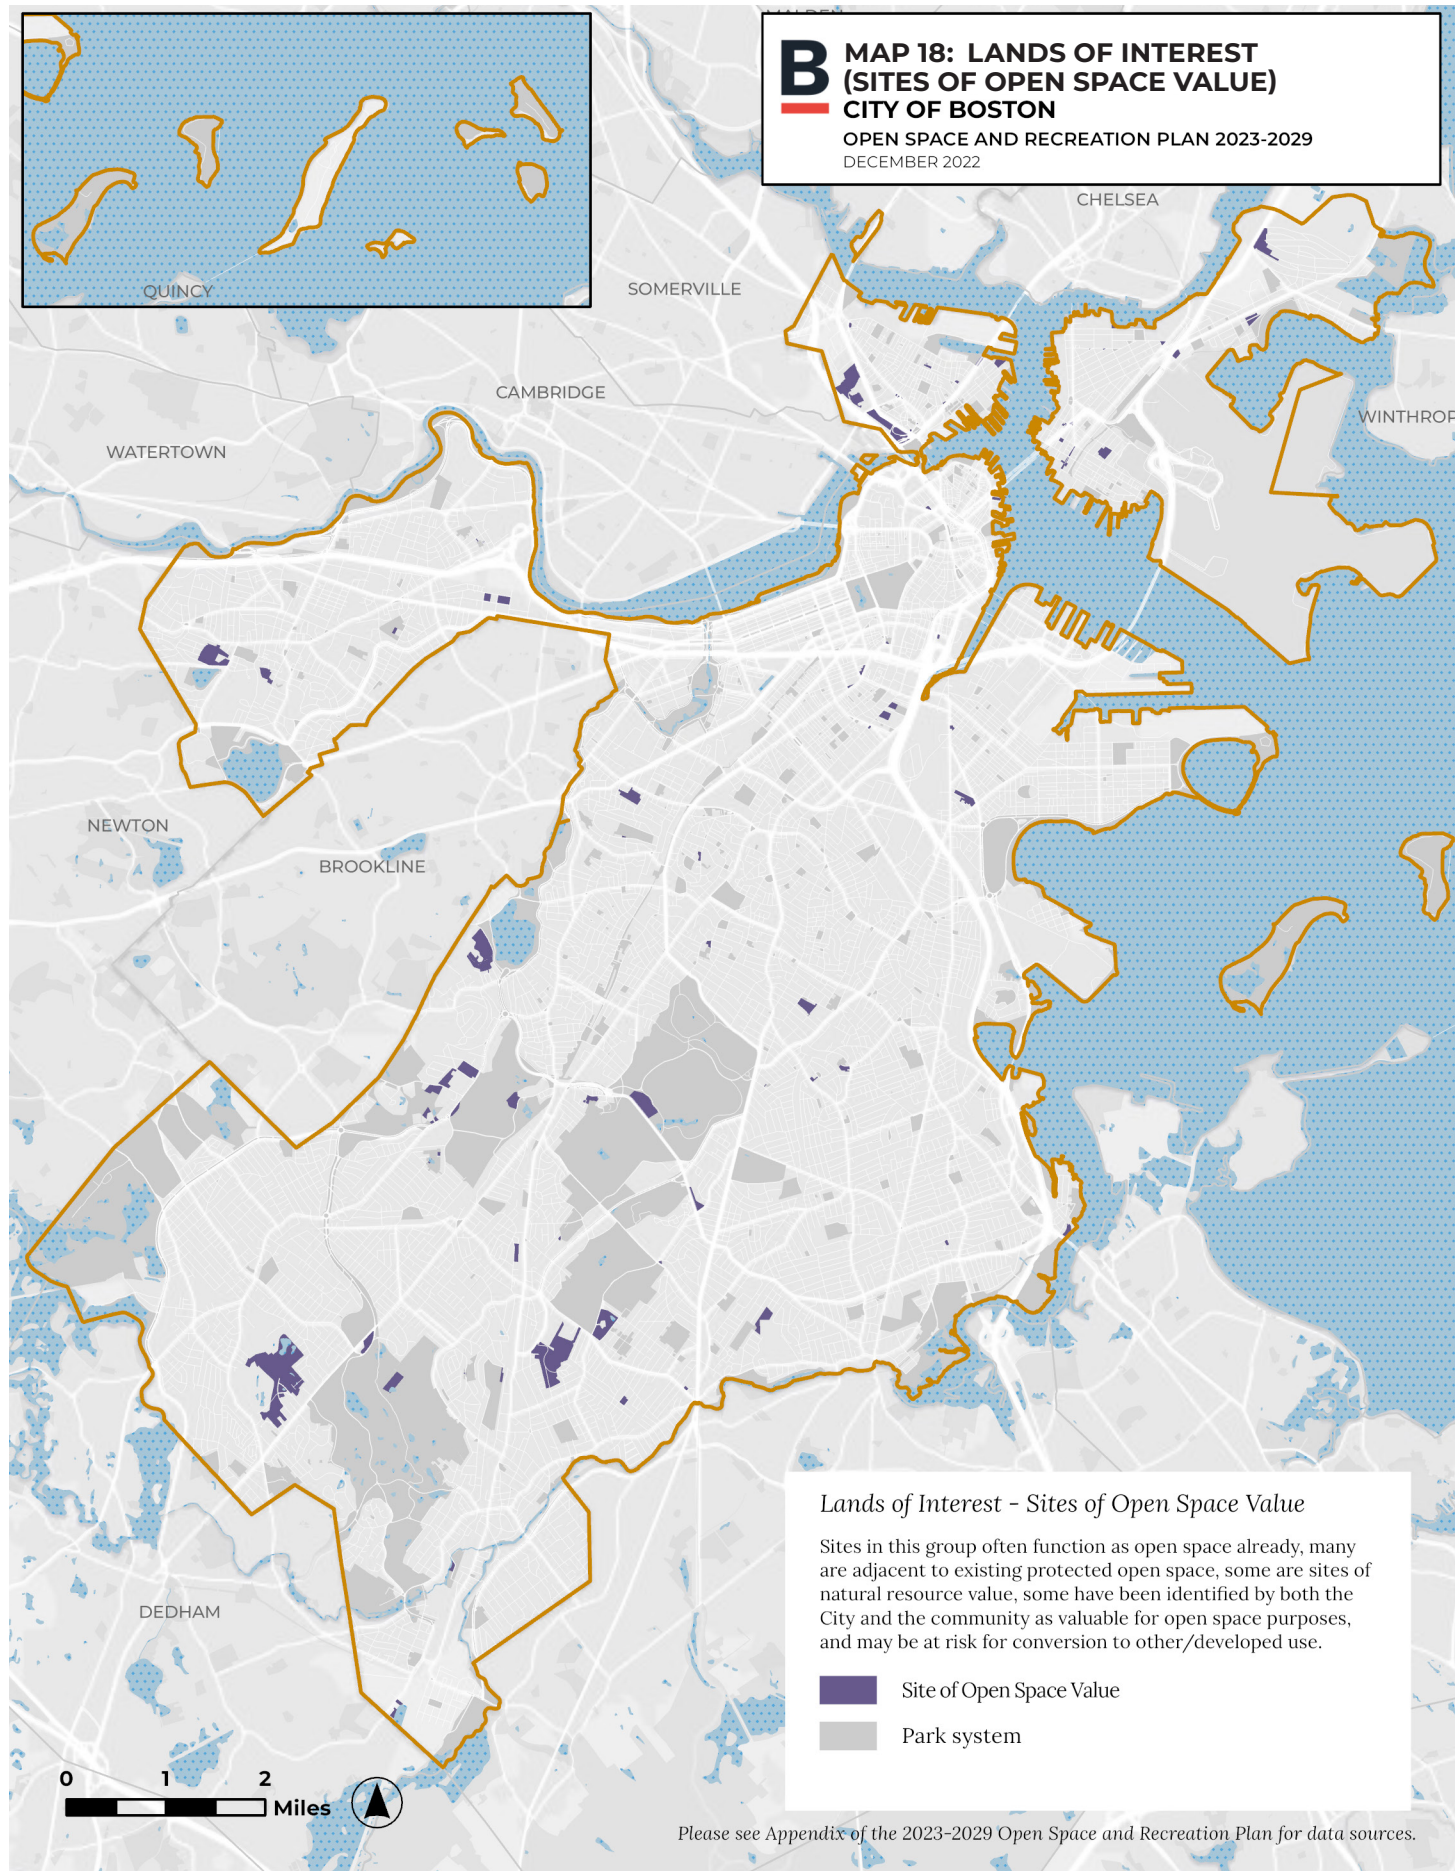 MALDEN
B
MAP 18: LANDS OF INTEREST
(SITES OF OPEN SPACE VALUE)
CITY OF BOSTON
OPEN SPACE AND RECREATION PLAN 2023-2029
DECEMBER 2022
CHELSEA
QUINCY
SOMERVILLE
CAMBRIDGE
WINTHROP
WATERTOWN
NEWTON
BROOKLINE
DEDHAM
Lands of Interest - Sites of Open Space Value
Sites in this group often function as open space already, many
are adjacent to existing protected open space, some are sites of
natural resource value, some have been identified by both the
City and the community as valuable for open space purposes,
and may be at risk for conversion to other/developed use.
Site of Open Space Value
Park system
0 1 2
Miles
Please see Appendix of the 2023-2029 Open Space and Recreation Plan for data sources.